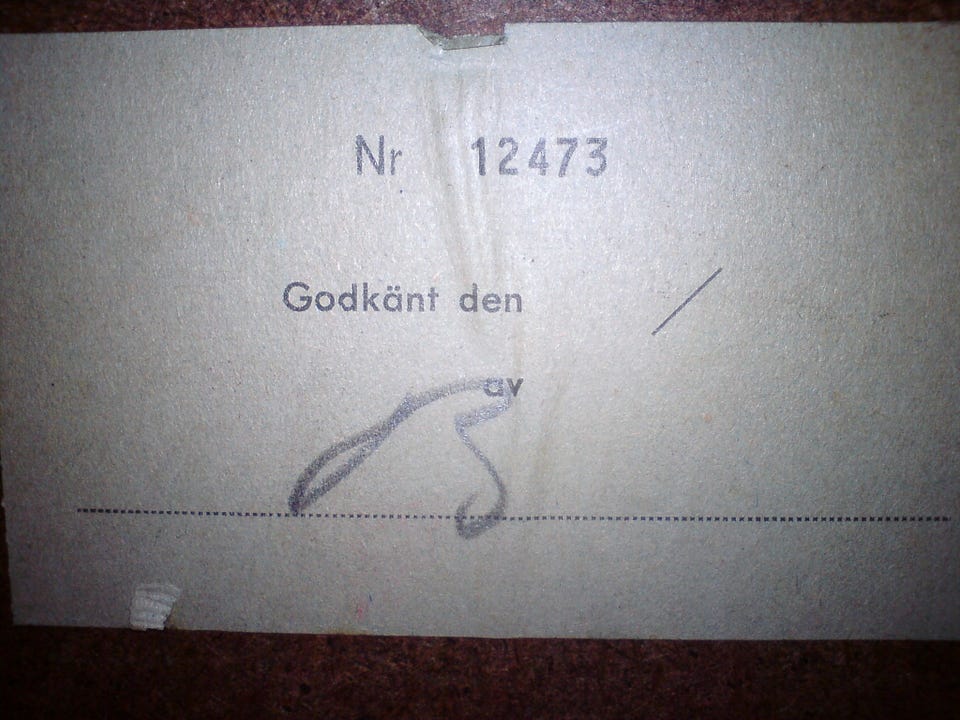 Nr 12473
Godkänt den /
av